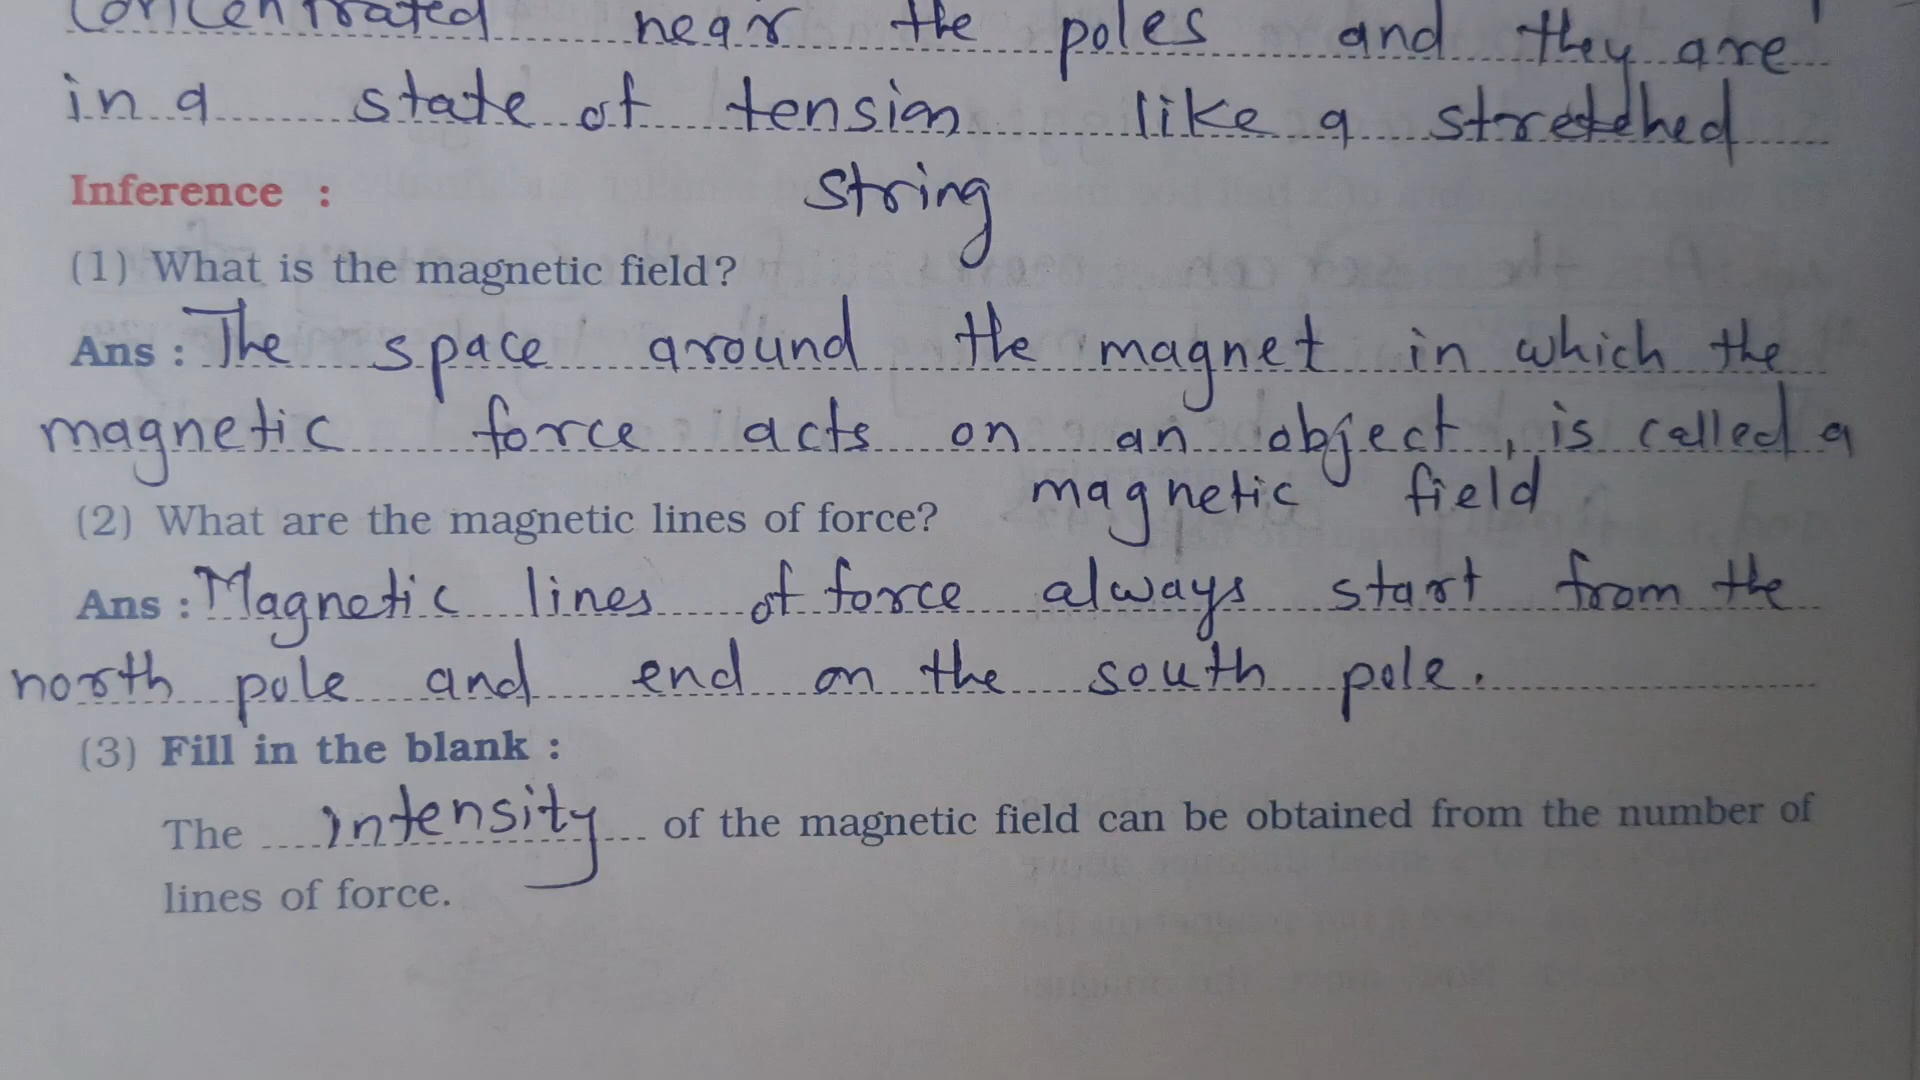 concentrated near the poles and they are
in a state of tension like a stretched
string
Inference :
(1) What is the magnetic field?
Ans : The space around the magnet in which the
magnetic force acts on an object, is called a
magnetic field
(2) What are the magnetic lines of force?
Ans : Magnetic lines of force always start from the
north pole and end on the south pole.
(3) Fill in the blank :
The intensity of the magnetic field can be obtained from the number of
lines of force.